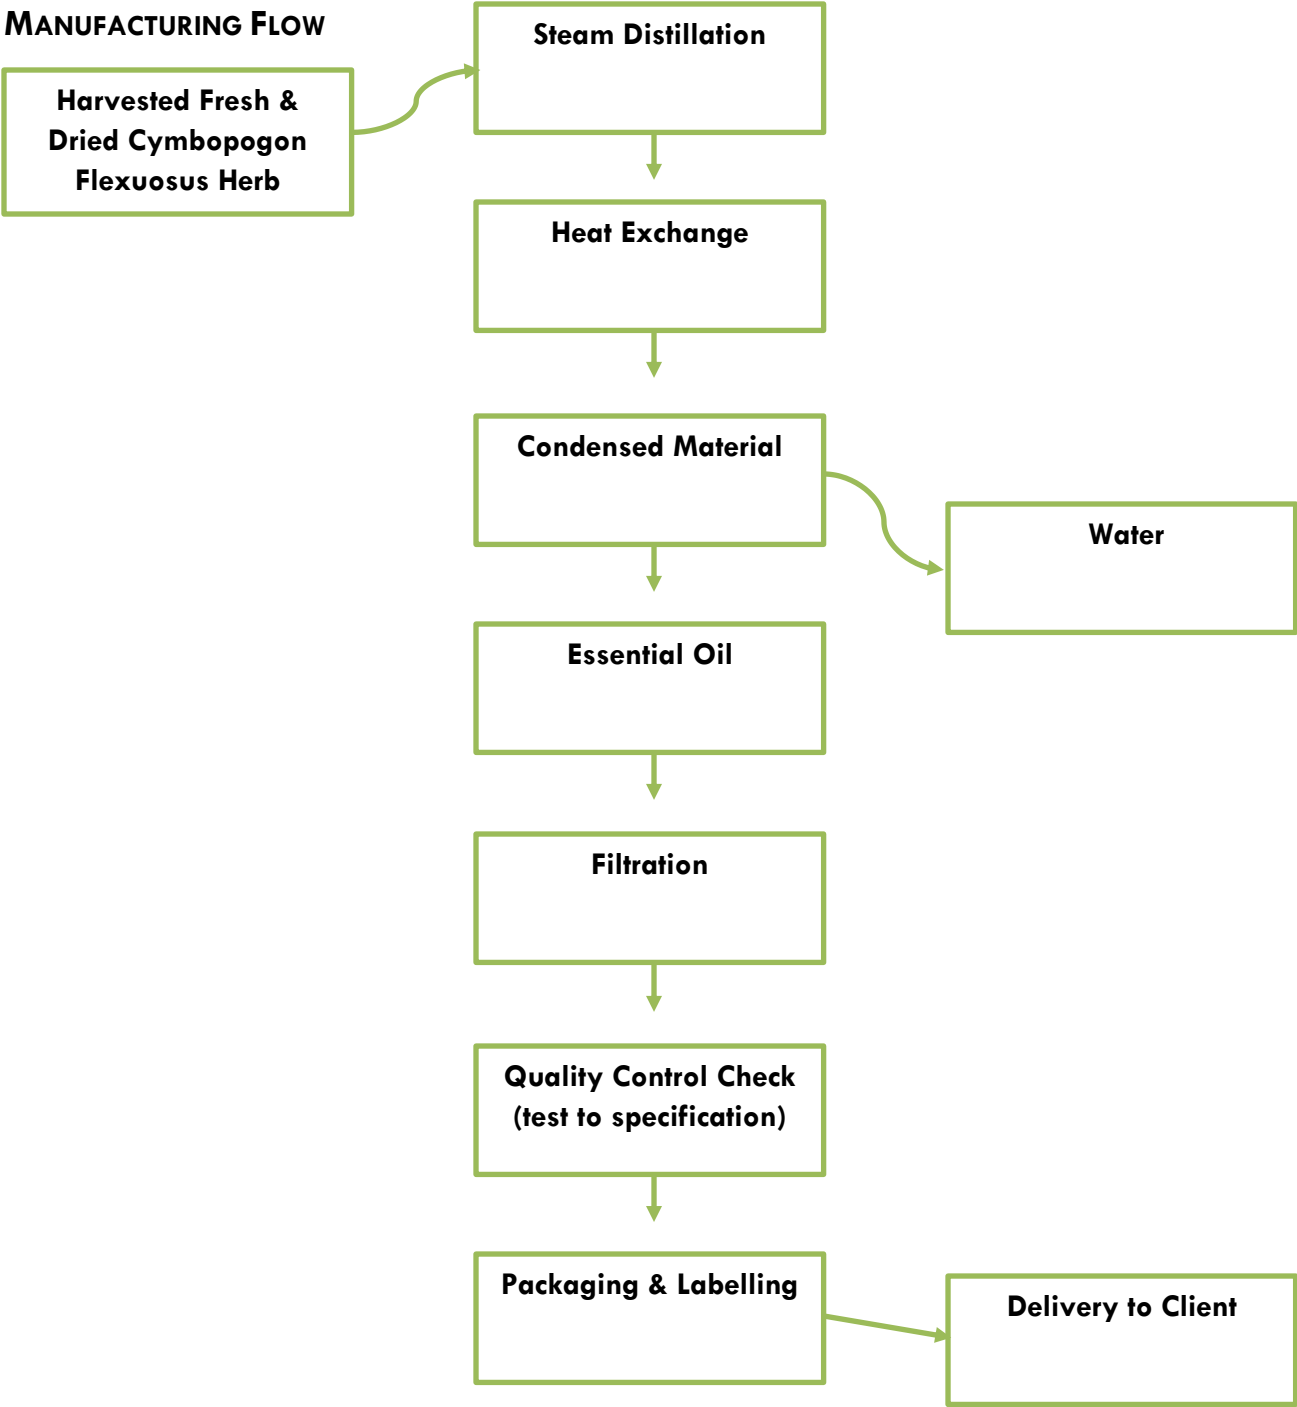 MANUFACTURING FLOW
Harvested Fresh &
Dried Cymbopogon
Flexuosus Herb
Steam Distillation
Heat Exchange
Condensed Material
Water
Essential Oil
Filtration
Quality Control Check
(test to specification)
Packaging & Labelling
Delivery to Client